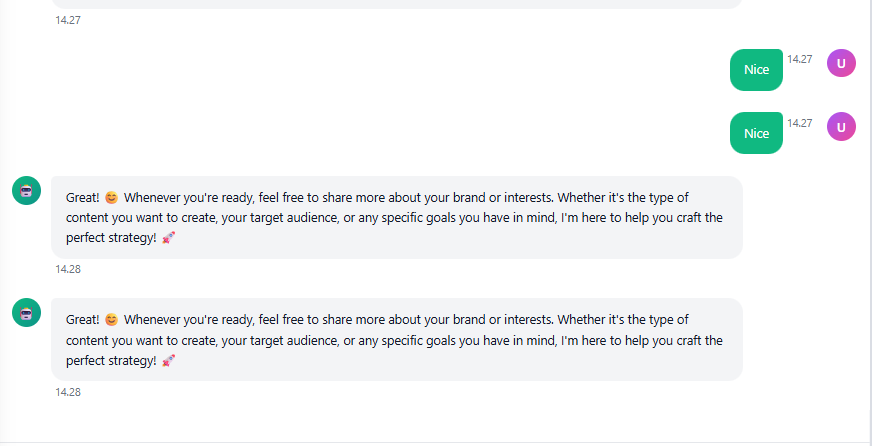 14.27
Nice 14.27 U
Nice 14.27 U
Great! 😊 Whenever you're ready, feel free to share more about your brand or interests. Whether it's the type of
content you want to create, your target audience, or any specific goals you have in mind, I'm here to help you craft the
perfect strategy! 🚀
14.28
Great! 😊 Whenever you're ready, feel free to share more about your brand or interests. Whether it's the type of
content you want to create, your target audience, or any specific goals you have in mind, I'm here to help you craft the
perfect strategy! 🚀
14.28